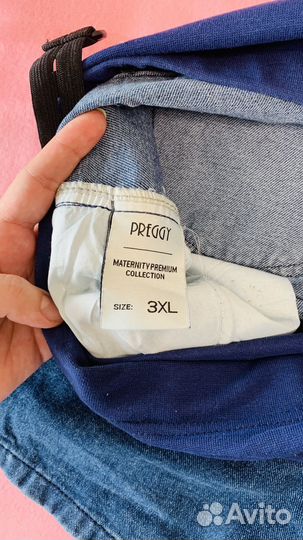 PREGGY
MATERNITY PREMIUM
COLLECTION
SIZE: 3XL
Avito